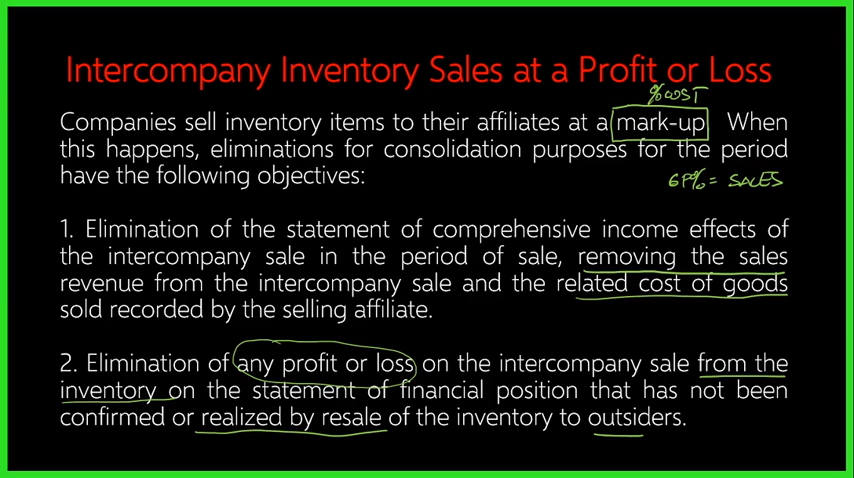 Intercompany Inventory Sales at a Profit or Loss
% COST
Companies sell inventory items to their affiliates at a mark-up When
this happens, eliminations for consolidation purposes for the period
have the following objectives:
GP% = SALES
1. Elimination of the statement of comprehensive income effects of
the intercompany sale in the period of sale, removing the sales
revenue from the intercompany sale and the related cost of goods
sold recorded by the selling affiliate.
2. Elimination of any profit or loss on the intercompany sale from the
inventory on the statement of financial position that has not been
confirmed or realized by resale of the inventory to outsiders.